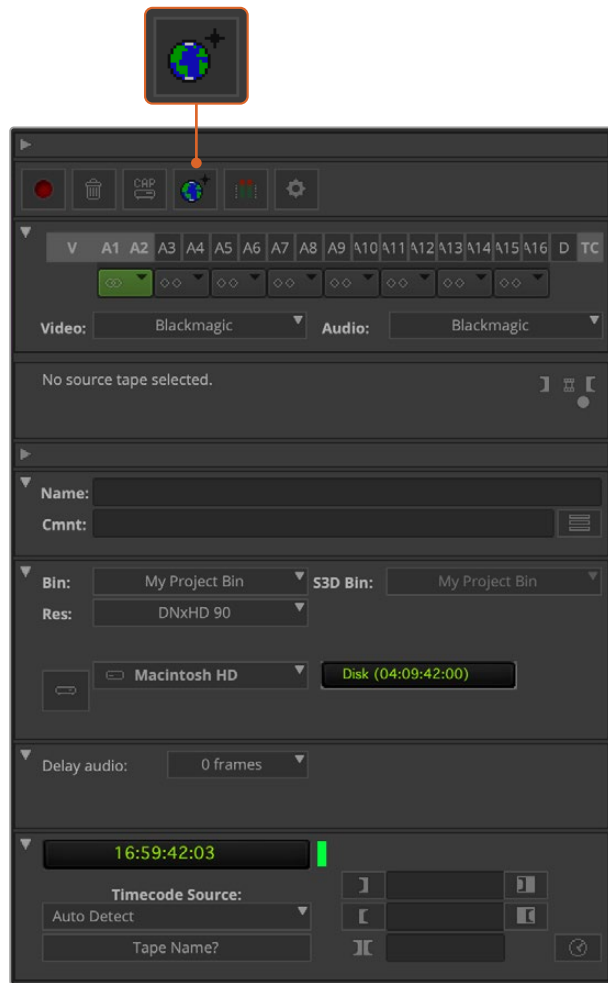 CAP
V A1 A2 A3 A4 A5 A6 A7 A8 A9 A10 A11 A12 A13 A14 A15 A16 D TC
Video: Blackmagic Audio: Blackmagic
No source tape selected.
Name:
Cmnt:
Bin: My Project Bin S3D Bin: My Project Bin
Res: DNxHD 90
Macintosh HD Disk (04:09:42:00)
Delay audio: 0 frames
16:59:42:03
Timecode Source:
Auto Detect
Tape Name?